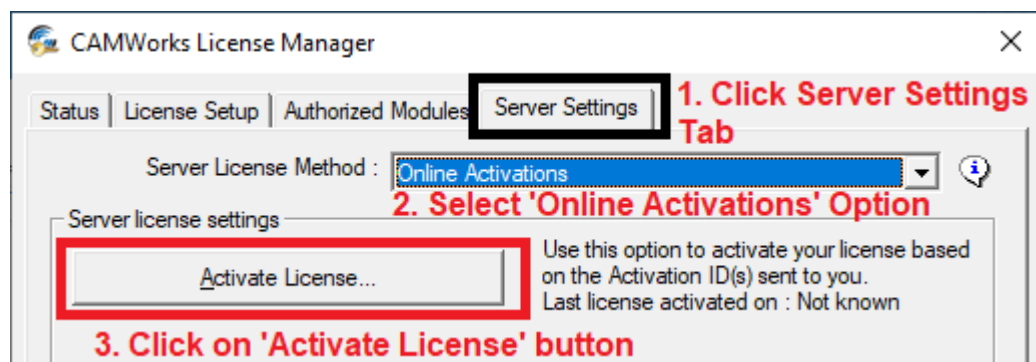 CAMWorks License Manager
Status License Setup Authorized Modules Server Settings
1. Click Server Settings
Tab
Server License Method : Online Activations
2. Select 'Online Activations' Option
Server license settings
Activate License...
Use this option to activate your license based
on the Activation ID(s) sent to you.
Last license activated on : Not known
3. Click on 'Activate License' button